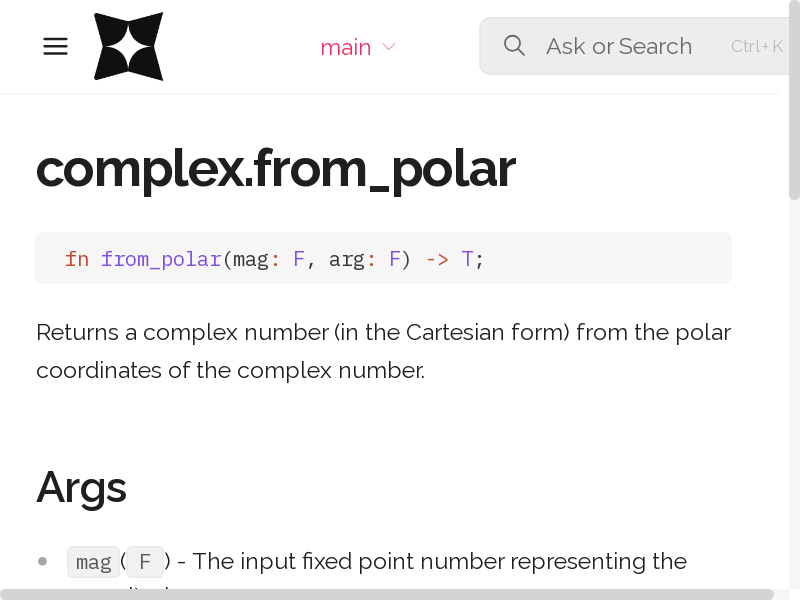 main
Ask or Search
Ctrl+K
complex.from_polar
fn from_polar(mag: F, arg: F) -> T;
Returns a complex number (in the Cartesian form) from the polar
coordinates of the complex number.
Args
mag (F) - The input fixed point number representing the